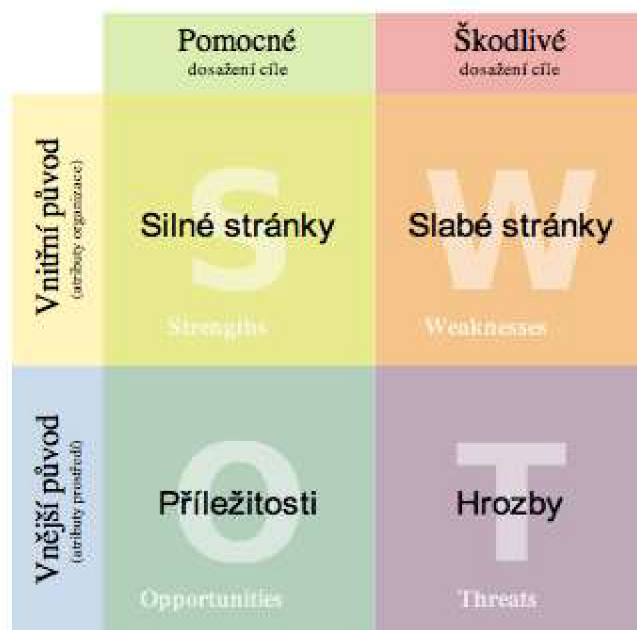 Pomocné
dosažení cíle
Škodlivé
dosažení cíle
Vnitřní původ
(atributy organizace)
S
Silné stránky
Strengths
W
Slabé stránky
Weaknesses
Vnější původ
(atributy prostředí)
O
Příležitosti
Opportunities
T
Hrozby
Threats